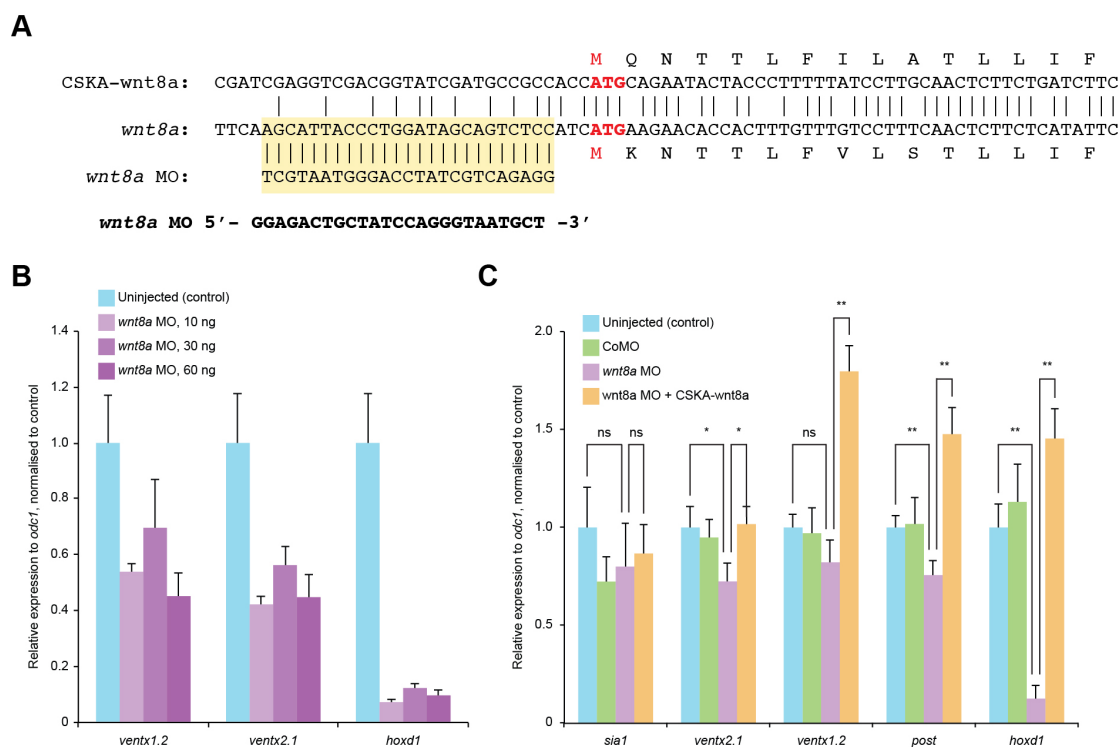 A
M Q N T T L F I L A T L L I F
CSKA-wnt8a: CGATCGAGGTCGACGGTATCGATGCCGCCACCATGCAGAATACTACCCTTTTTATCCTTGCAACTCTTCTGATCTTC
wnt8a: TTCAAGCATTACCCTGGATAGCAGTCTCCATCATGAAGAACACCACTTTGTTTGTCCTTTCAACTCTTCTCATATTC
M K N T T L F V L S T L L I F
wnt8a MO: TCGTAATGGGACCTATCGTCAGAGG
wnt8a MO 5’- GGAGACTGCTATCCAGGGTAATGCT -3’
B
Uninjected (control)
wnt8a MO, 10 ng
wnt8a MO, 30 ng
wnt8a MO, 60 ng
Relative expression to odc1, normalised to control
1.4
1.2
1.0
0.8
0.6
0.4
0.2
0
ventx1.2 ventx2.1 hoxd1
C
Uninjected (control)
CoMO
wnt8a MO
wnt8a MO + CSKA-wnt8a
Relative expression to odc1, normalised to control
2.0
1.5
1.0
0.5
0
ns ns * * ns ** ** ** ** **
sia1 ventx2.1 ventx1.2 post hoxd1